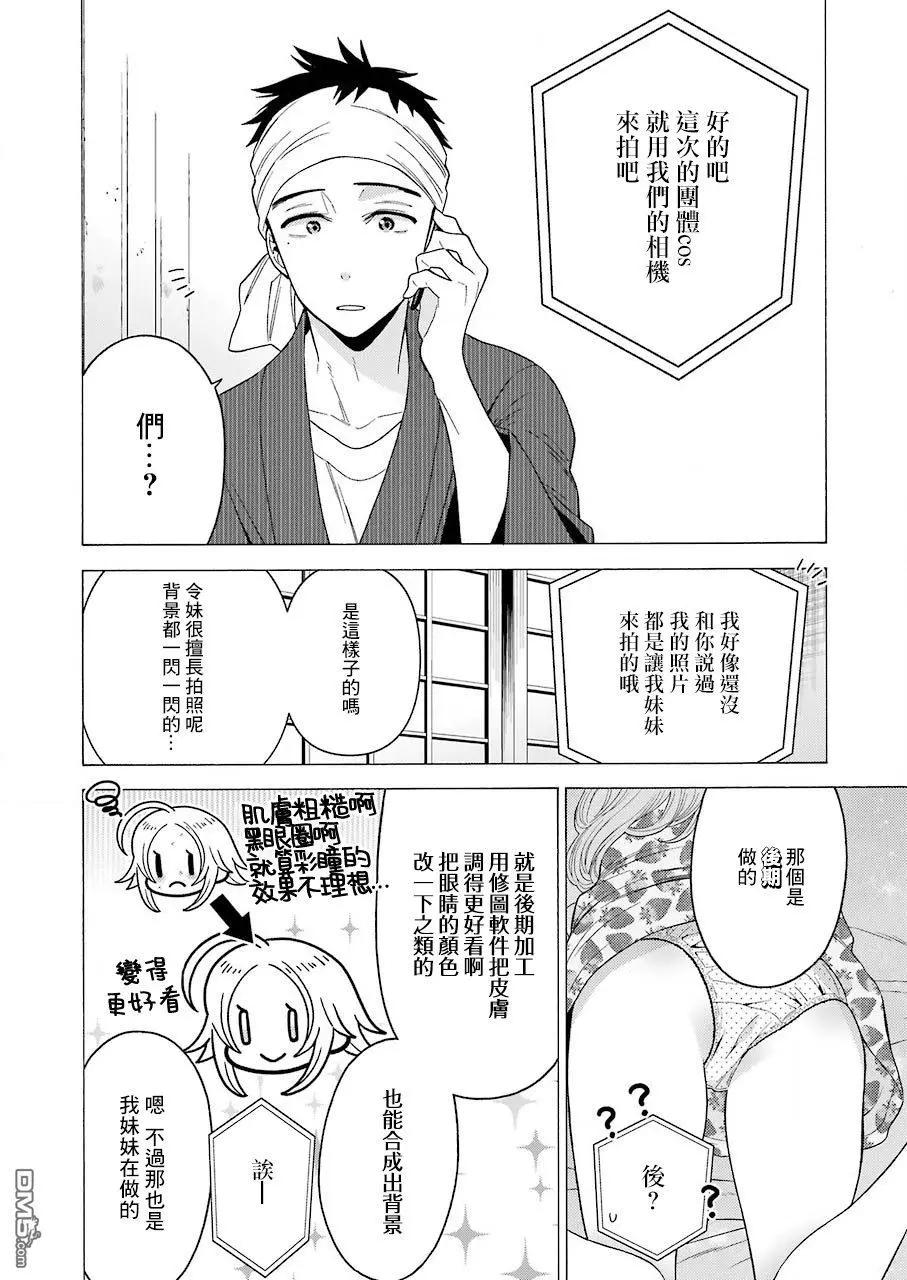 好的吧
這次的團體cos
就用我們的相機
來拍吧
們…?
我好像還沒
和你說過
我的照片
都是讓我妹妹
來拍的哦
是這樣子的嗎
令妹很擅長拍照呢
背景都一閃一閃的…
那個是
後期
做的
後?
就是後期加工
用修圖軟件把皮膚
調得更好看啊
把眼睛的顏色
改一下之類的
肌膚粗糙啊
黑眼圈啊
就算彩瞳的
效果不理想…
變得
更好看
也能合成出背景
誒—
嗯 不過那也是
我妹妹在做的
DM5.com